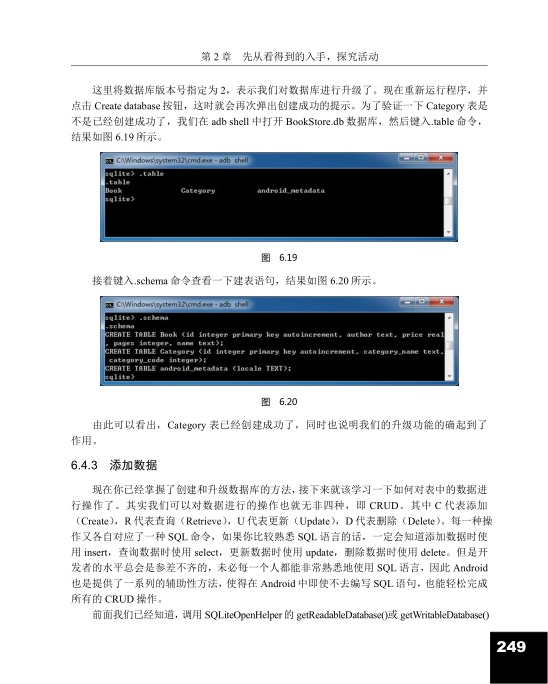 第 2 章 先从看得到的入手，探究活动
这里将数据库版本号指定为 2，表示我们对数据库进行升级了。现在重新运行程序，并
点击 Create database 按钮，这时就会再次弹出创建成功的提示。为了验证一下 Category 表是
不是已经创建成功了，我们在 adb shell 中打开 BookStore.db 数据库，然后键入.table 命令，
结果如图 6.19 所示。
C:\Windows\system32\cmd.exe - adb shell
sqlite> .table
.table
Book Category android_metadata
sqlite>
图 6.19
接着键入.schema 命令查看一下建表语句，结果如图 6.20 所示。
C:\Windows\system32\cmd.exe - adb shell
sqlite> .schema
.schema
CREATE TABLE Book (id integer primary key autoincrement, author text, price real
, pages integer, name text);
CREATE TABLE Category (id integer primary key autoincrement, category_name text,
category_code integer);
CREATE TABLE android_metadata (locale TEXT);
sqlite>
图 6.20
由此可以看出，Category 表已经创建成功了，同时也说明我们的升级功能的确起到了
作用。
6.4.3 添加数据
现在你已经掌握了创建和升级数据库的方法，接下来就该学习一下如何对表中的数据进
行操作了。其实我们可以对数据进行的操作也就无非四种，即 CRUD。其中 C 代表添加
（Create），R 代表查询（Retrieve），U 代表更新（Update），D 代表删除（Delete）。每一种操
作又各自对应了一种 SQL 命令，如果你比较熟悉 SQL 语言的话，一定会知道添加数据时使
用 insert，查询数据时使用 select，更新数据时使用 update，删除数据时使用 delete。但是开
发者的水平总会是参差不齐的，未必每一个人都能非常熟悉地使用 SQL 语言，因此 Android
也是提供了一系列的辅助性方法，使得在 Android 中即使不去编写 SQL 语句，也能轻松完成
所有的 CRUD 操作。
前面我们已经知道，调用 SQLiteOpenHelper 的 getReadableDatabase()或 getWritableDatabase()
249